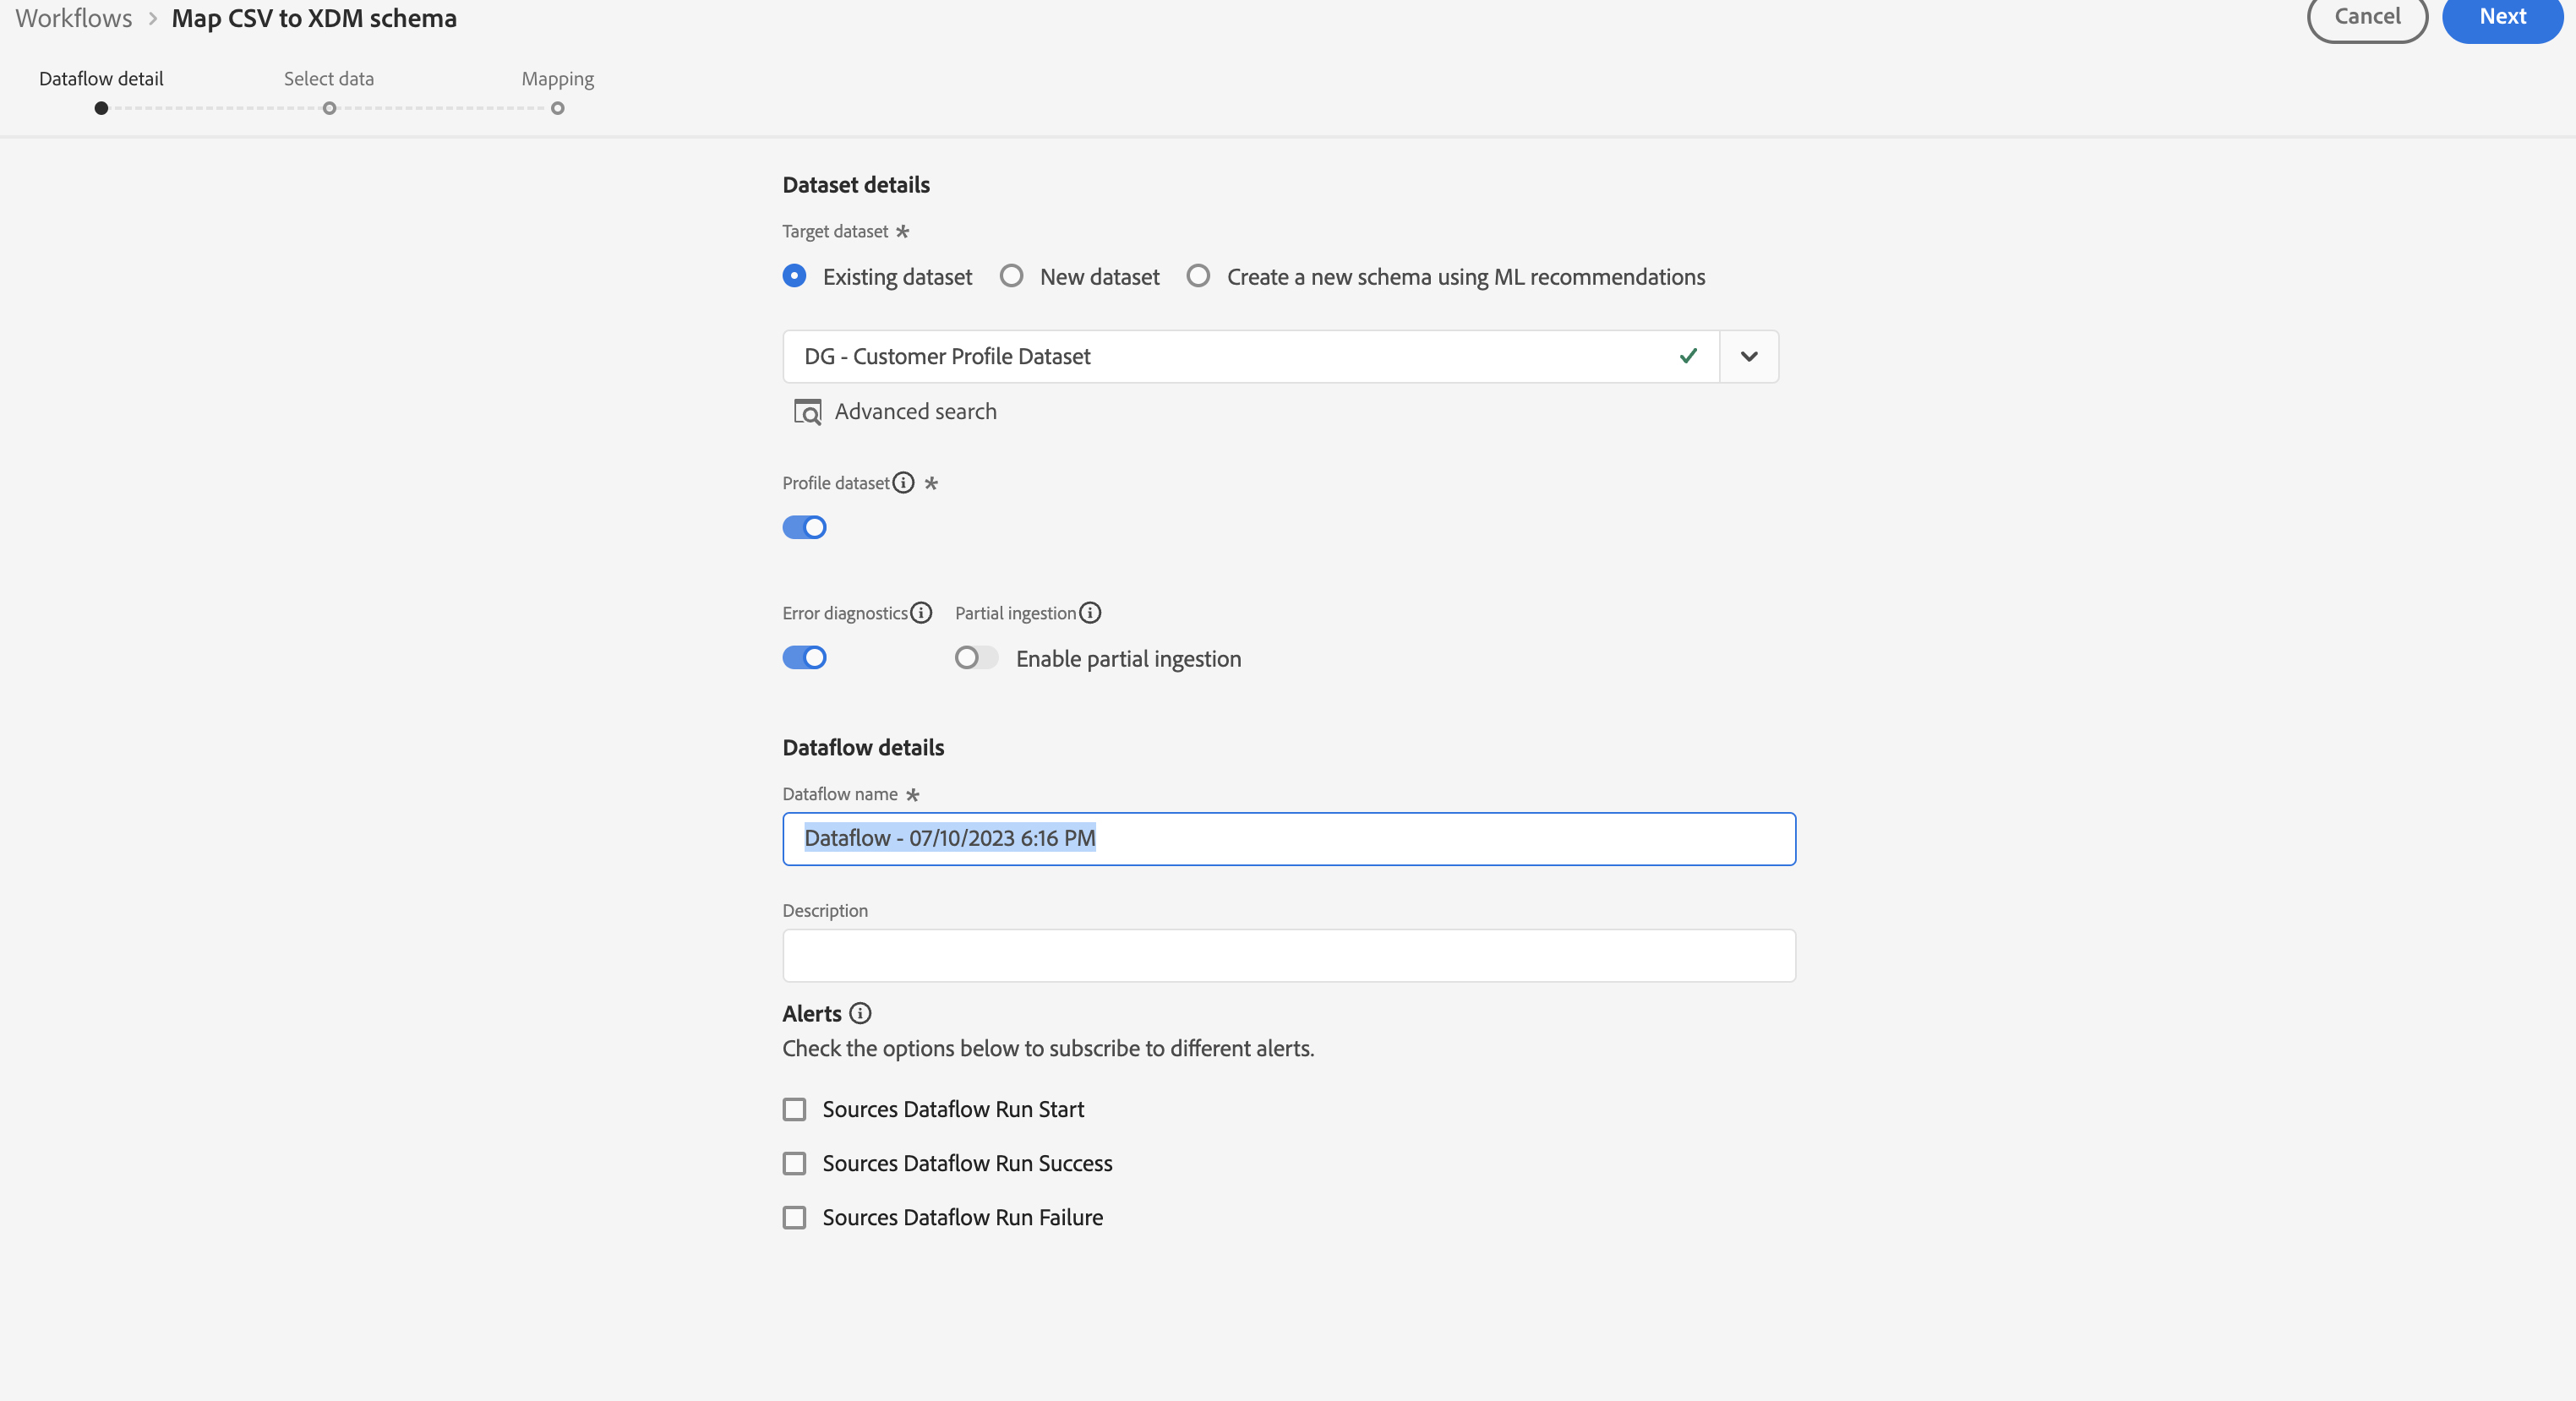 Workflows > Map CSV to XDM schema
Cancel
Next
Dataflow detail
Select data
Mapping
Dataset details
Target dataset *
Existing dataset
New dataset
Create a new schema using ML recommendations
DG - Customer Profile Dataset
Advanced search
Profile dataset *
Error diagnostics
Partial ingestion
Enable partial ingestion
Dataflow details
Dataflow name *
Dataflow - 07/10/2023 6:16 PM
Description
Alerts
Check the options below to subscribe to different alerts.
Sources Dataflow Run Start
Sources Dataflow Run Success
Sources Dataflow Run Failure